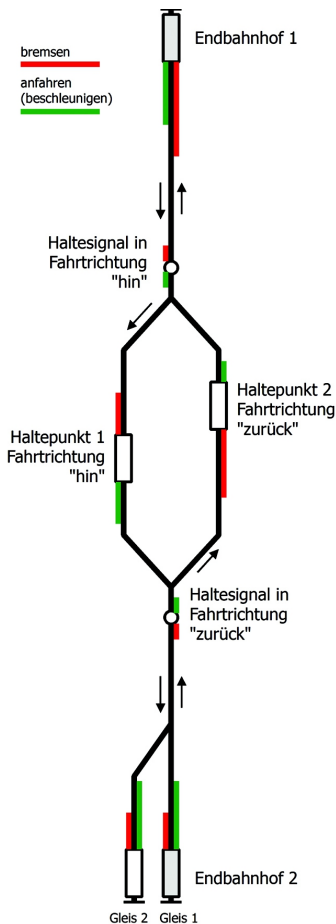 Endbahnhof 1
bremsen
anfahren
(beschleunigen)
Haltesignal in
Fahrtrichtung
"hin"
Haltepunkt 2
Fahrtrichtung
"zurück"
Haltepunkt 1
Fahrtrichtung
"hin"
Haltesignal in
Fahrtrichtung
"zurück"
Endbahnhof 2
Gleis 2 Gleis 1